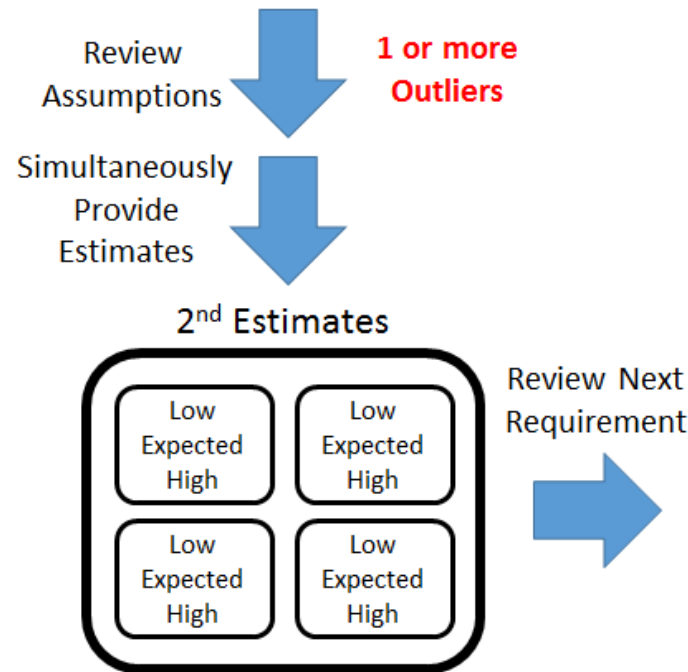 Review
Assumptions
1 or more
Outliers
Simultaneously
Provide
Estimates
2nd Estimates
Low
Expected
High
Low
Expected
High
Low
Expected
High
Low
Expected
High
Review Next
Requirement